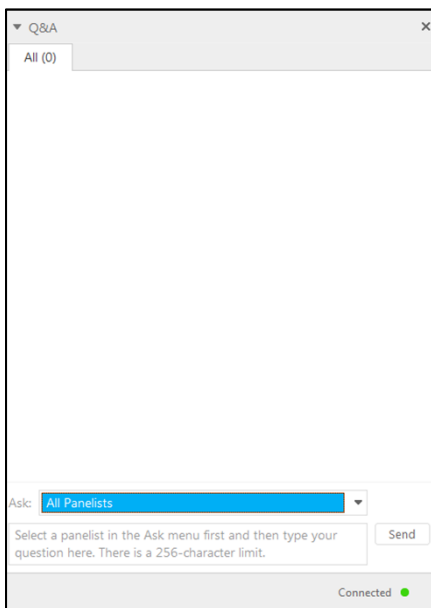 Q&A
All (0)
Ask: All Panelists
Select a panelist in the Ask menu first and then type your
question here. There is a 256-character limit.
Send
Connected